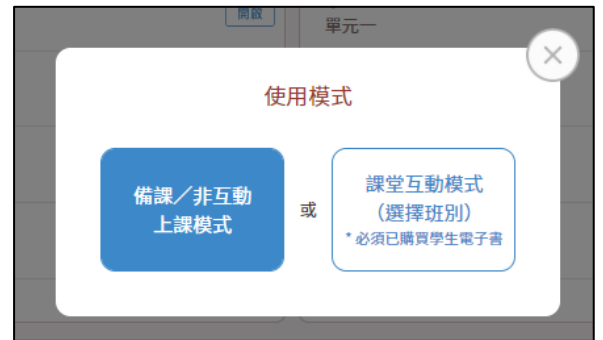 開啟
單元一
使用模式
備課／非互動
上課模式
或
課堂互動模式
（選擇班別）
* 必須已購買學生電子書